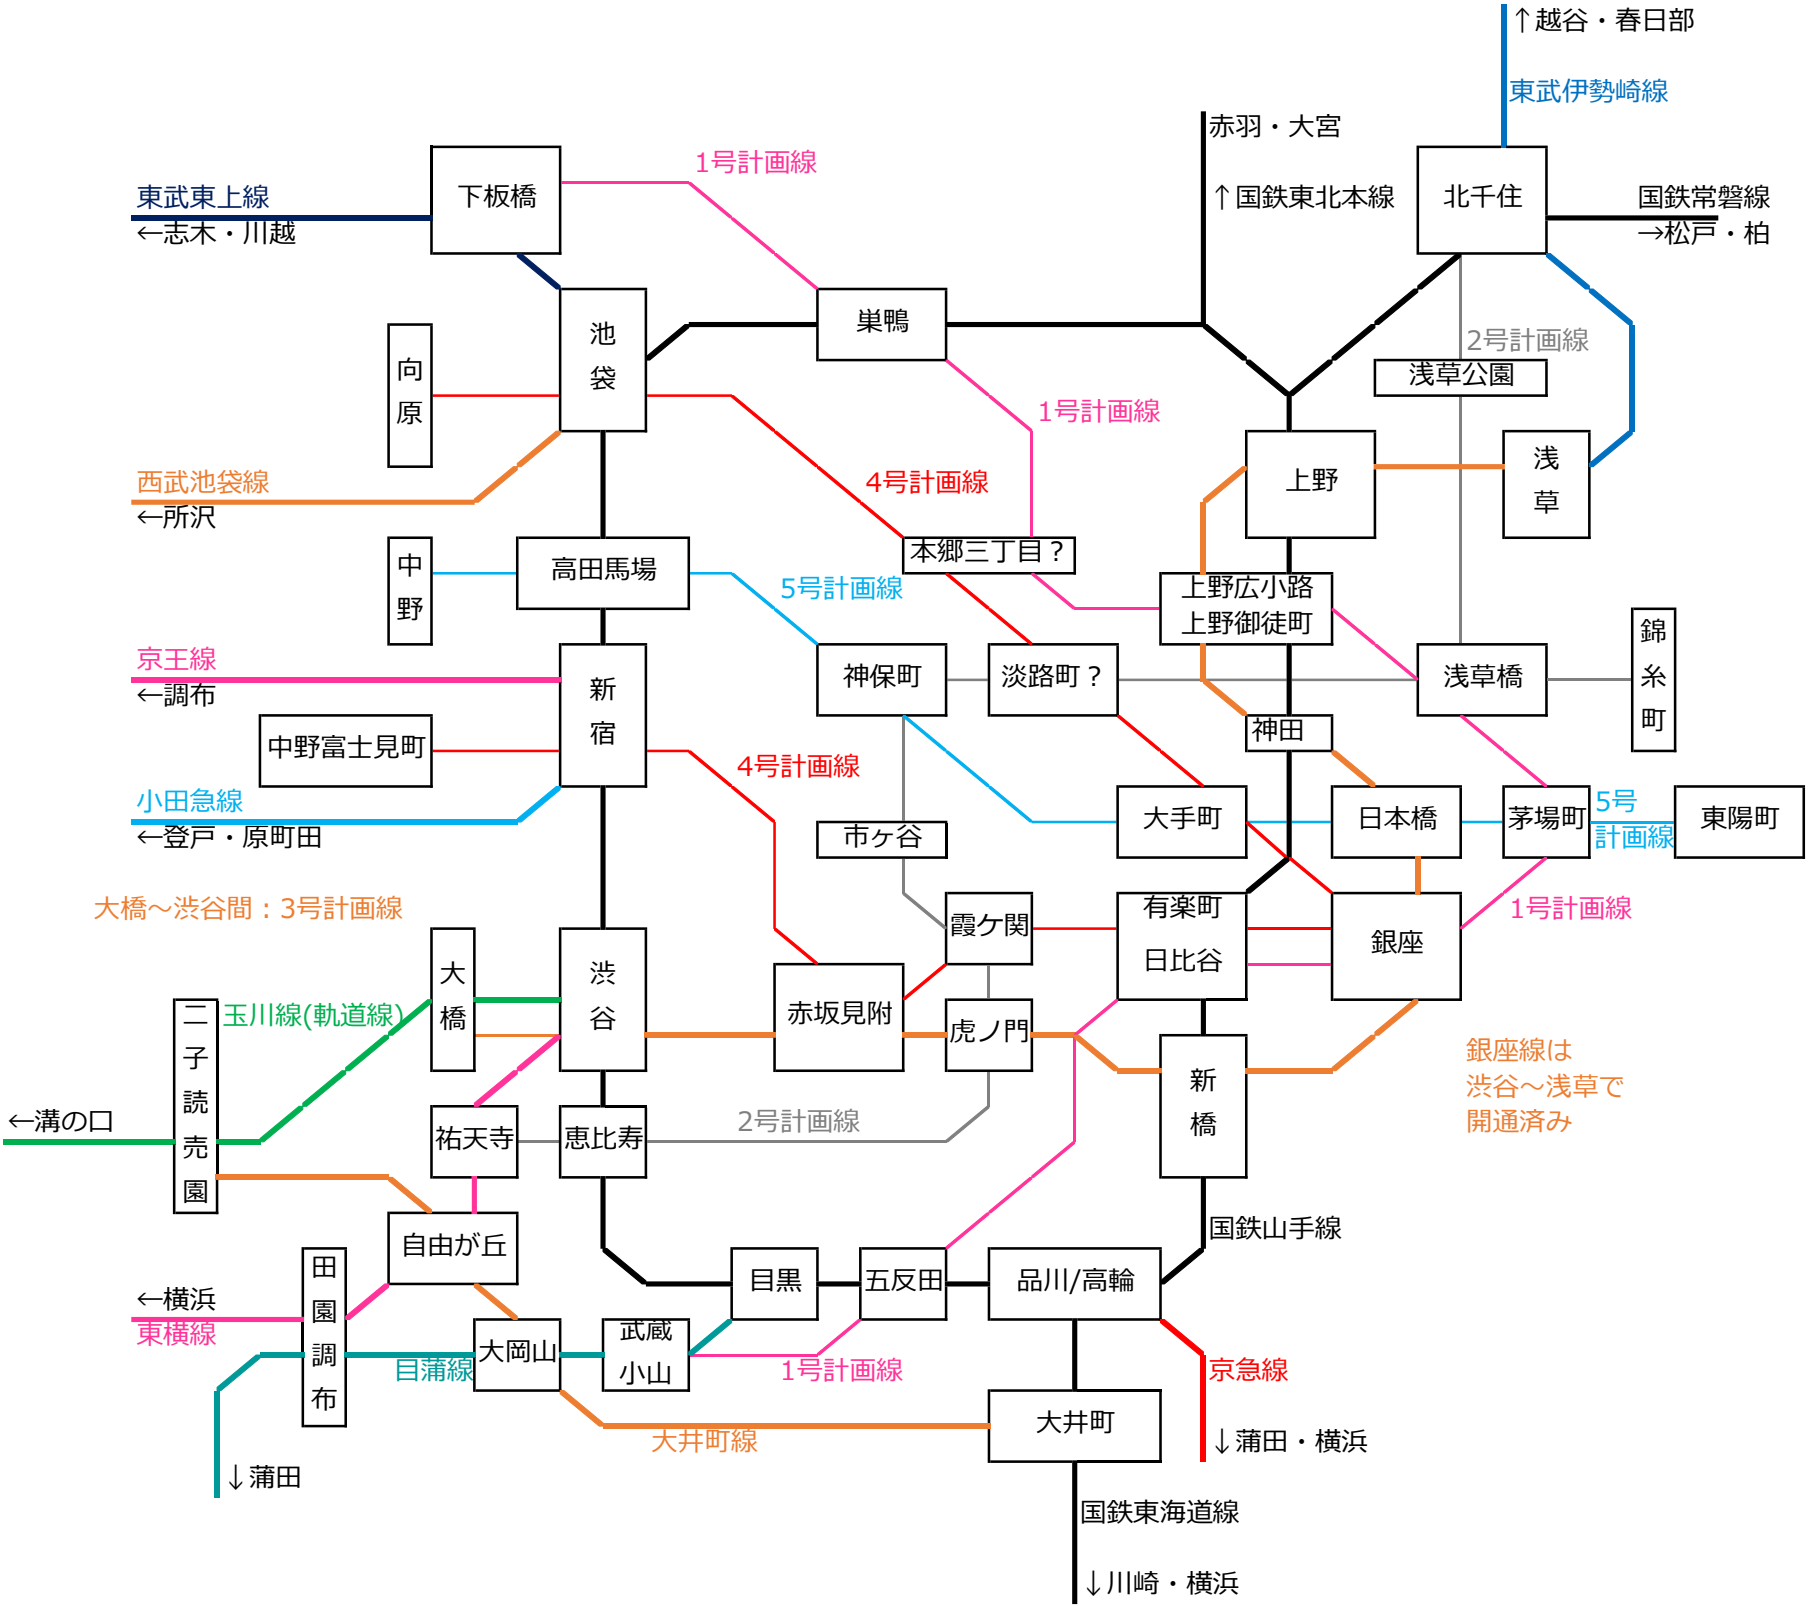 ↑越谷・春日部
東武伊勢崎線
赤羽・大宮
1号計画線
東武東上線
下板橋
↑国鉄東北本線
北千住
国鉄常磐線
←志木・川越
→松戸・柏
池袋
巣鴨
2号計画線
向原
浅草公園
1号計画線
西武池袋線
4号計画線
上野
浅草
←所沢
中野
高田馬場
本郷三丁目？
5号計画線
上野広小路
上野御徒町
京王線
←調布
新宿
神保町
淡路町？
浅草橋
錦糸町
中野富士見町
4号計画線
神田
小田急線
←登戸・原町田
市ヶ谷
大手町
日本橋
茅場町
5号
計画線
東陽町
大橋～渋谷間：3号計画線
霞ケ関
有楽町
日比谷
銀座
1号計画線
大橋
渋谷
赤坂見附
虎ノ門
玉川線(軌道線)
二子読売園
新橋
銀座線は
渋谷～浅草で
開通済み
←溝の口
祐天寺
恵比寿
2号計画線
自由が丘
国鉄山手線
田園調布
目黒
五反田
品川/高輪
←横浜
東横線
目蒲線
大岡山
武蔵
小山
1号計画線
京急線
大井町線
大井町
↓蒲田・横浜
↓蒲田
国鉄東海道線
↓川崎・横浜